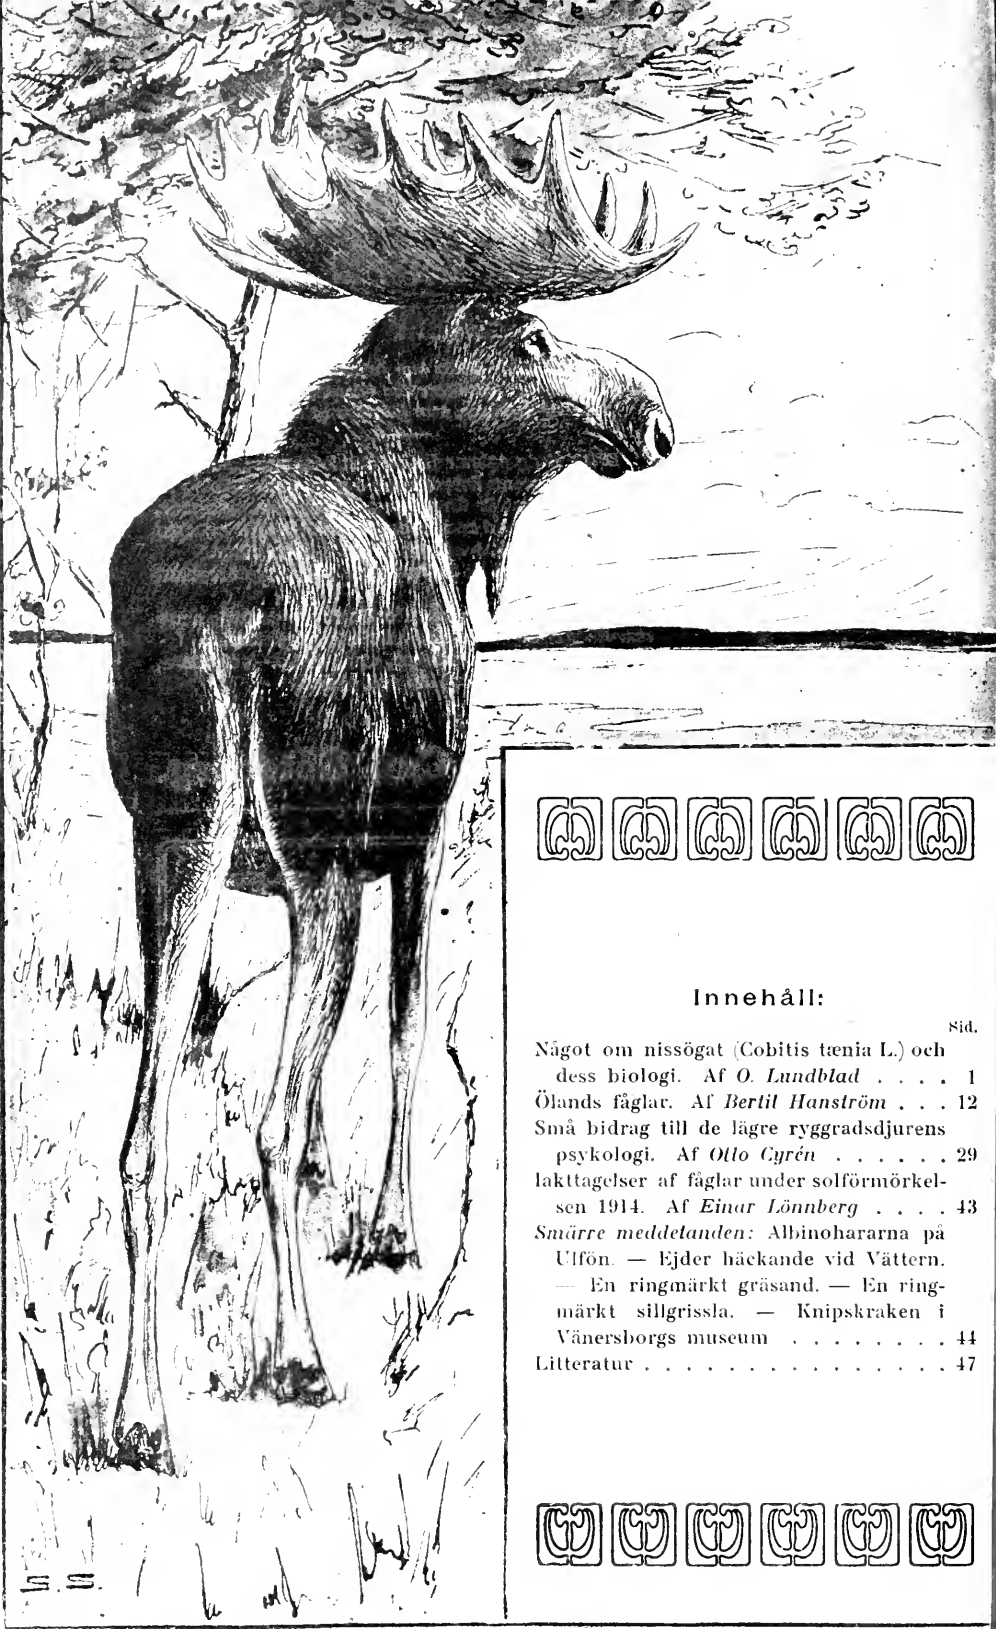 Innehåll:
Sid.
Något om nissögat (Cobitis tænia L.) och
dess biologi. Af O. Lundblad . . . . 1
Ölands fåglar. Af Bertil Hanström . . . 12
Små bidrag till de lägre ryggradsdjurens
psykologi. Af Otto Cyrén . . . . . . 29
Iakttagelser af fåglar under solförmörkel-
sen 1914. Af Einar Lönnberg . . . . 43
Smärre meddelanden: Albinohararna på
Ulfön. — Ejder häckande vid Vättern.
— En ringmärkt gräsand. — En ring-
märkt sillgrissla. — Knipskraken i
Vänersborgs museum . . . . . . . . 44
Litteratur . . . . . . . . . . . . . . . . 47
S. S.